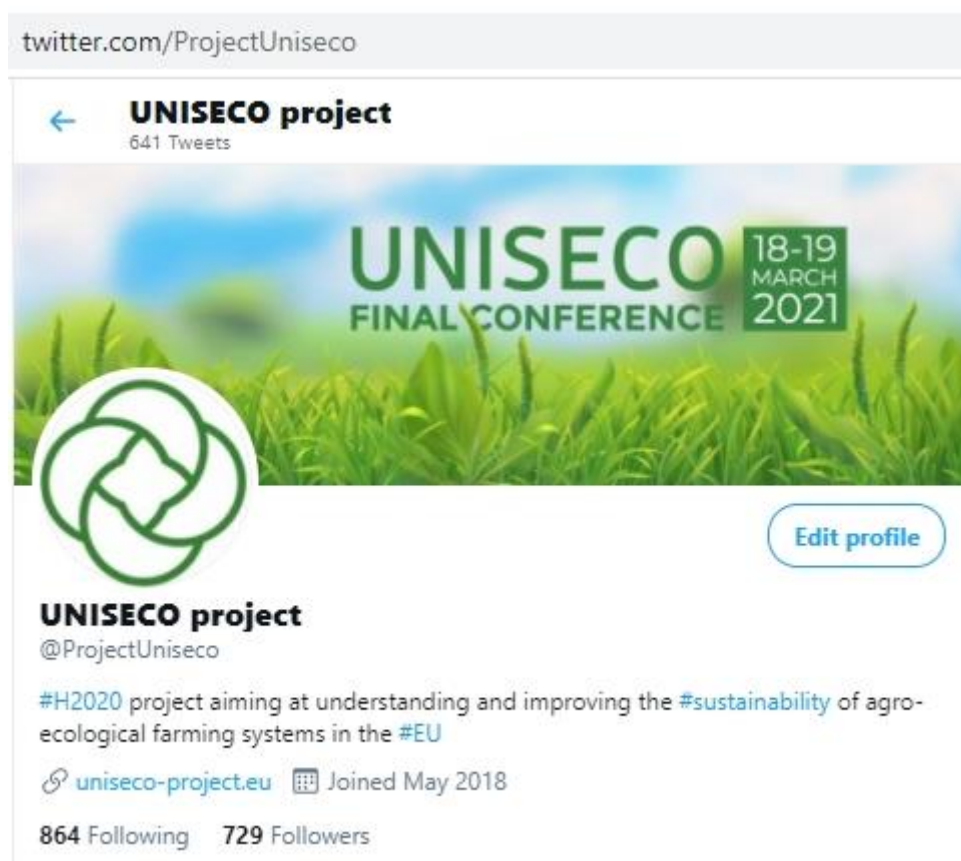 twitter.com/ProjectUniseco
UNISECO project
641 Tweets
UNISECO
FINAL CONFERENCE
18-19
MARCH
2021
Edit profile
UNISECO project
@ProjectUniseco
#H2020 project aiming at understanding and improving the #sustainability of agro-
ecological farming systems in the #EU
uniseco-project.eu Joined May 2018
864 Following 729 Followers